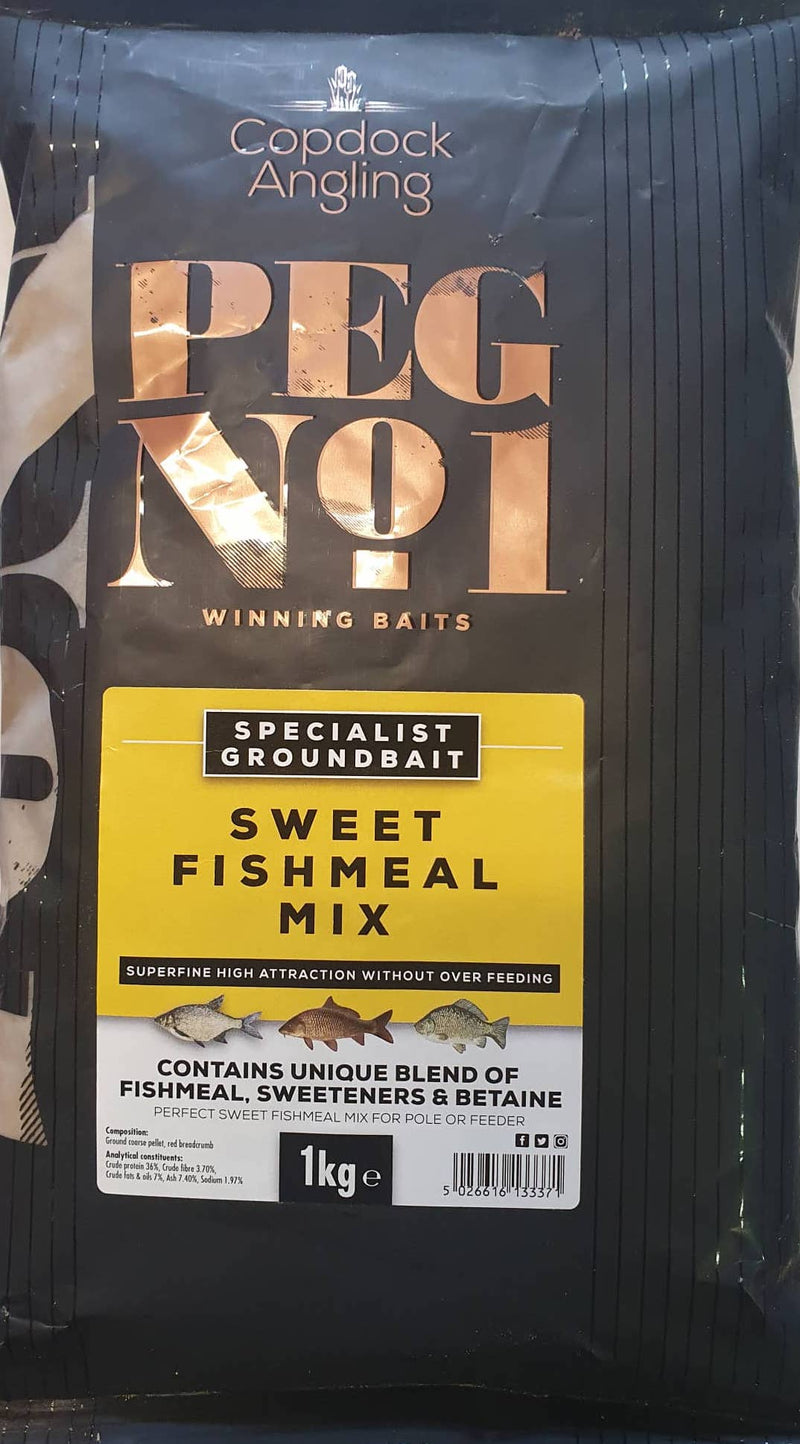 Copdock
Angling
PEG
No1
WINNING BAITS
SPECIALIST
GROUNDBAIT
SWEET
FISHMEAL
MIX
SUPERFINE HIGH ATTRACTION WITHOUT OVER FEEDING
CONTAINS UNIQUE BLEND OF
FISHMEAL, SWEETENERS & BETAINE
PERFECT SWEET FISHMEAL MIX FOR POLE OR FEEDER
Composition:
Ground coarse pellet, red breadcrumb
Analytical constituents:
Crude protein 36%, Crude fibre 3.70%,
Crude fats & oils 7%, Ash 7.40%, Sodium 1.97%
1kg e
5 026616 133371